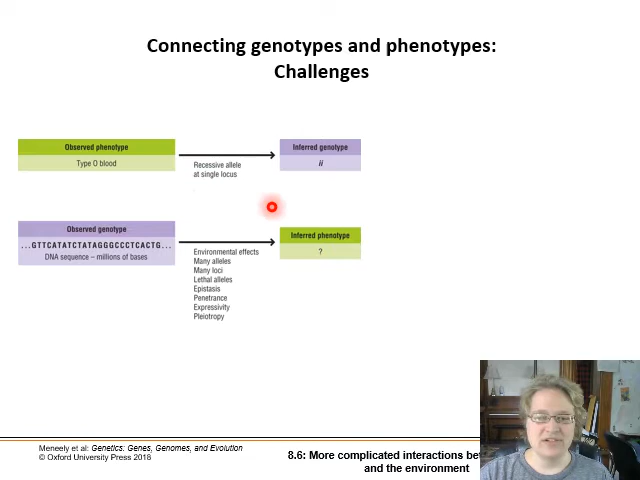 Connecting genotypes and phenotypes:
Challenges
Observed phenotype
Type O blood
Recessive allele
at single locus
Inferred genotype
ii
Observed genotype
...GTTCATATCTATAGGGCCCTCACTG...
DNA sequence – millions of bases
Environmental effects
Many alleles
Many loci
Lethal alleles
Epistasis
Penetrance
Expressivity
Pleiotropy
Inferred phenotype
?
Meneely et al: Genetics: Genes, Genomes, and Evolution
© Oxford University Press 2018
8.6: More complicated interactions be
and the environment